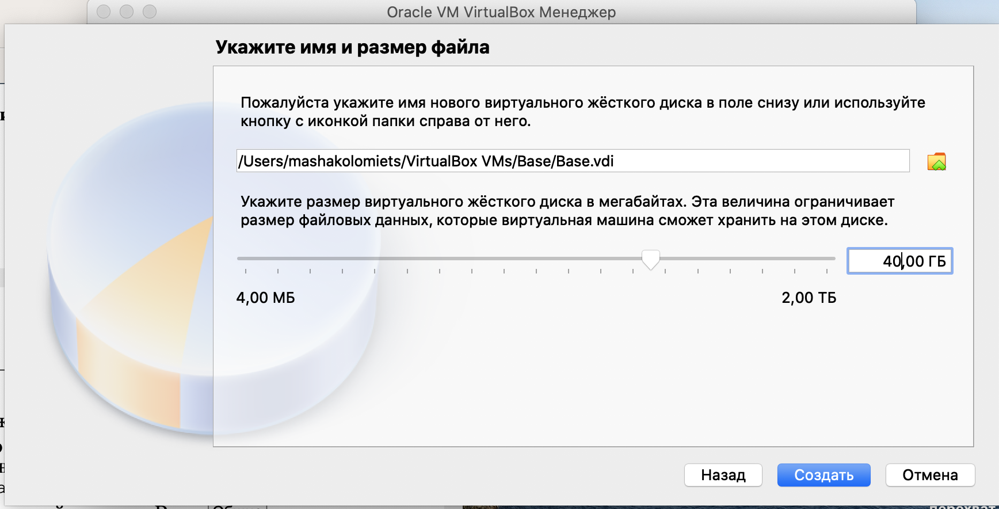 Oracle VM VirtualBox Менеджер
Укажите имя и размер файла
Пожалуйста укажите имя нового виртуального жёсткого диска в поле снизу или используйте
кнопку с иконкой папки справа от него.
/Users/mashakolomiets/VirtualBox VMs/Base/Base.vdi
Укажите размер виртуального жёсткого диска в мегабайтах. Эта величина ограничивает
размер файловых данных, которые виртуальная машина сможет хранить на этом диске.
40,00 ГБ
4,00 МБ
2,00 ТБ
Назад
Создать
Отмена